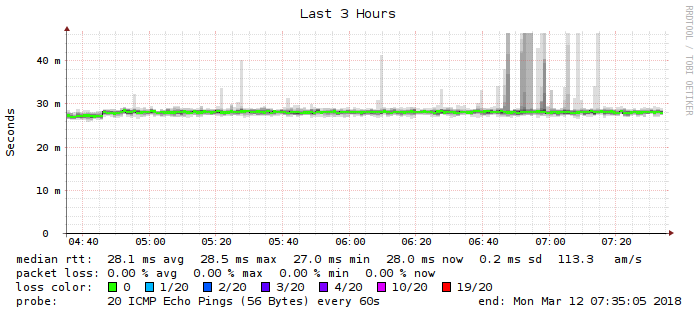 Last 3 Hours
RRDTOOL / TOBI OETIKER
Seconds
40 m
30 m
20 m
10 m
0
04:40 05:00 05:20 05:40 06:00 06:20 06:40 07:00 07:20
median rtt: 28.1 ms avg 28.5 ms max 27.0 ms min 28.0 ms now 0.2 ms sd 113.3 am/s
packet loss: 0.00 % avg 0.00 % max 0.00 % min 0.00 % now
loss color: 0 1/20 2/20 3/20 4/20 10/20 19/20
probe: 20 ICMP Echo Pings (56 Bytes) every 60s end: Mon Mar 12 07:35:05 2018